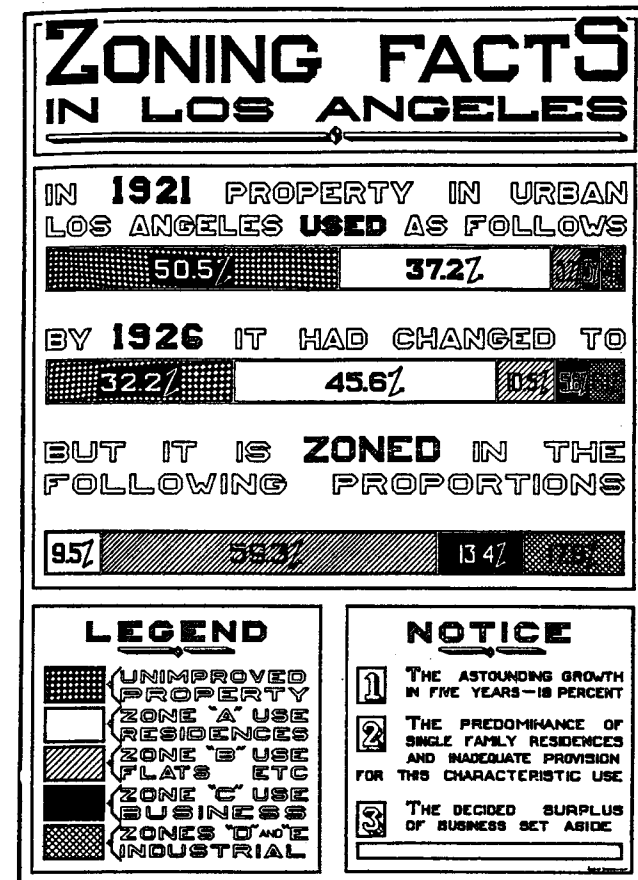 ZONING FACTS
IN LOS ANGELES
IN 1921 PROPERTY IN URBAN
LOS ANGELES USED AS FOLLOWS
50.5% 37.2%
BY 1926 IT HAD CHANGED TO
32.2% 45.6% 10.5% 5.6%
BUT IT IS ZONED IN THE
FOLLOWING PROPORTIONS
9.5% 59.3% 13.4%
LEGEND
UNIMPROVED
PROPERTY
ZONE "A" USE
RESIDENCES
ZONE "B" USE
FLATS ETC
ZONE "C" USE
BUSINESS
ZONES "D" AND "E"
INDUSTRIAL
NOTICE
1 THE ASTOUNDING GROWTH
IN FIVE YEARS—18 PERCENT
2 THE PREDOMINANCE OF
SINGLE FAMILY RESIDENCES
AND INADEQUATE PROVISION
FOR THIS CHARACTERISTIC USE
3 THE DECIDED SURPLUS
OF BUSINESS SET ASIDE